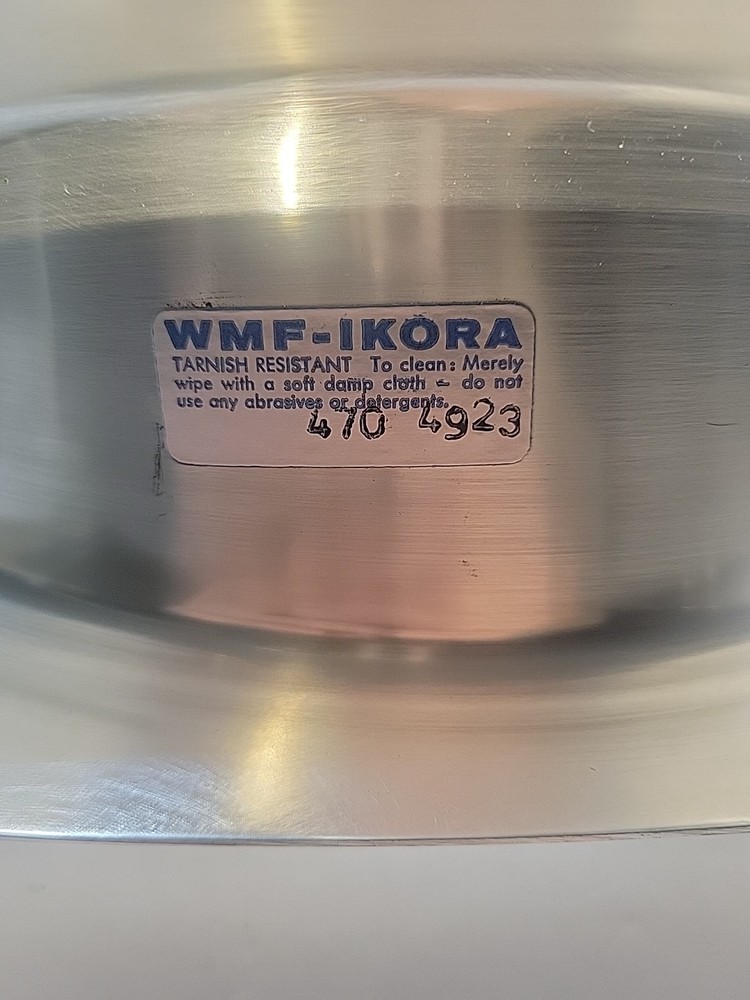 WMF-IKORA
TARNISH RESISTANT To clean: Merely
wipe with a soft damp cloth – do not
use any abrasives or detergents.
470 4923